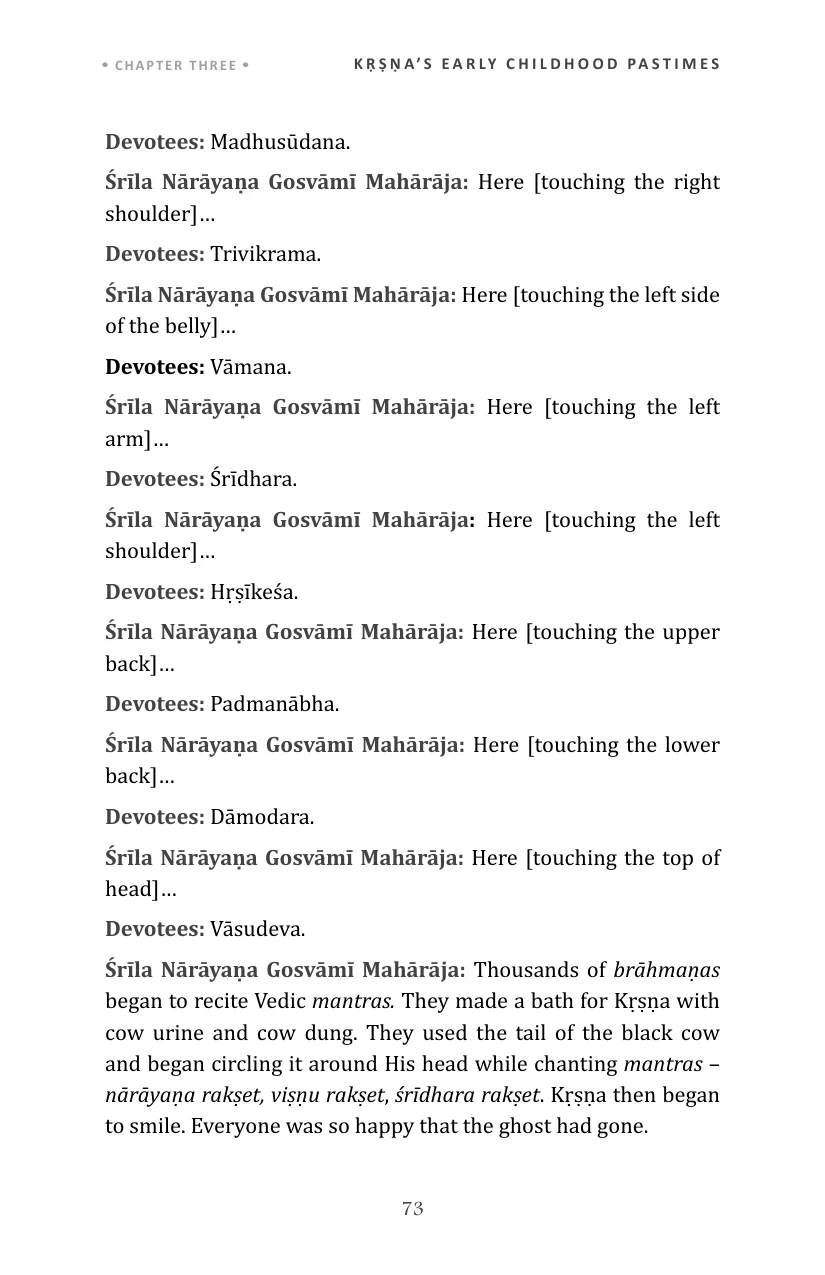 • CHAPTER THREE • KṚṢṆA’S EARLY CHILDHOOD PASTIMES
Devotees: Madhusūdana.
Śrīla Nārāyaṇa Gosvāmī Mahārāja: Here [touching the right
shoulder]…
Devotees: Trivikrama.
Śrīla Nārāyaṇa Gosvāmī Mahārāja: Here [touching the left side
of the belly]…
Devotees: Vāmana.
Śrīla Nārāyaṇa Gosvāmī Mahārāja: Here [touching the left
arm]…
Devotees: Śrīdhara.
Śrīla Nārāyaṇa Gosvāmī Mahārāja: Here [touching the left
shoulder]…
Devotees: Hṛṣīkeśa.
Śrīla Nārāyaṇa Gosvāmī Mahārāja: Here [touching the upper
back]…
Devotees: Padmanābha.
Śrīla Nārāyaṇa Gosvāmī Mahārāja: Here [touching the lower
back]…
Devotees: Dāmodara.
Śrīla Nārāyaṇa Gosvāmī Mahārāja: Here [touching the top of
head]…
Devotees: Vāsudeva.
Śrīla Nārāyaṇa Gosvāmī Mahārāja: Thousands of brāhmaṇas
began to recite Vedic mantras. They made a bath for Kṛṣṇa with
cow urine and cow dung. They used the tail of the black cow
and began circling it around His head while chanting mantras –
nārāyaṇa rakṣet, viṣṇu rakṣet, śrīdhara rakṣet. Kṛṣṇa then began
to smile. Everyone was so happy that the ghost had gone.
73